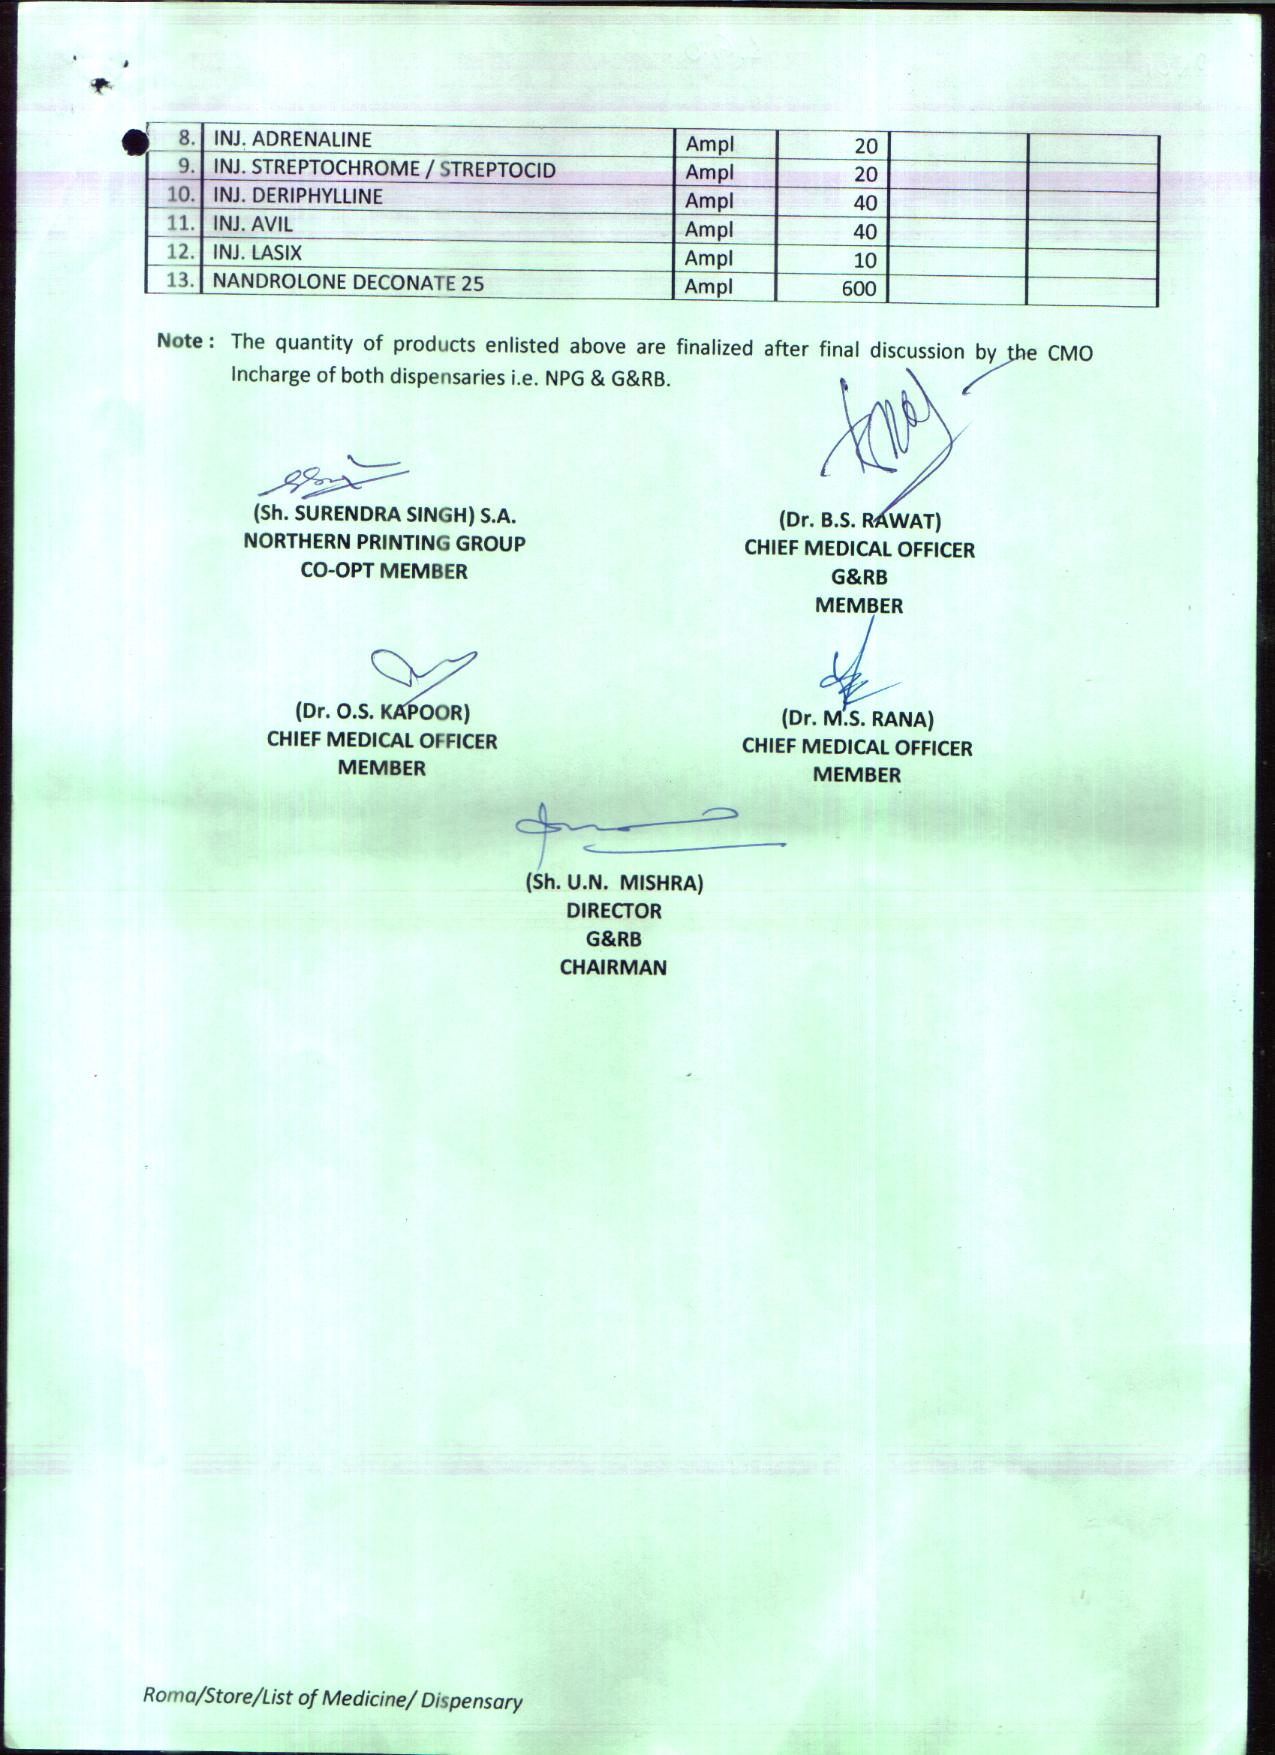 8. INJ. ADRENALINE Ampl 20
9. INJ. STREPTOCHROME / STREPTOCID Ampl 20
10. INJ. DERIPHYLLINE Ampl 40
11. INJ. AVIL Ampl 40
12. INJ. LASIX Ampl 10
13. NANDROLONE DECONATE 25 Ampl 600
Note : The quantity of products enlisted above are finalized after final discussion by the CMO
Incharge of both dispensaries i.e. NPG & G&RB.
(Sh. SURENDRA SINGH) S.A.
NORTHERN PRINTING GROUP
CO-OPT MEMBER
(Dr. B.S. RAWAT)
CHIEF MEDICAL OFFICER
G&RB
MEMBER
(Dr. O.S. KAPOOR)
CHIEF MEDICAL OFFICER
MEMBER
(Dr. M.S. RANA)
CHIEF MEDICAL OFFICER
MEMBER
(Sh. U.N. MISHRA)
DIRECTOR
G&RB
CHAIRMAN
Roma/Store/List of Medicine/ Dispensary